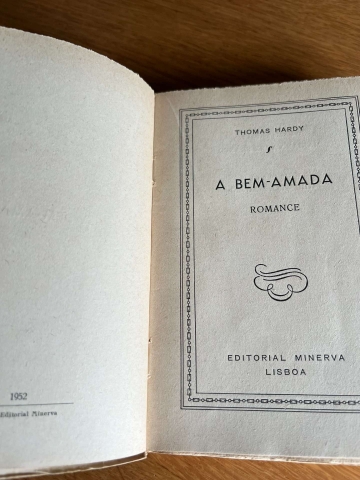 1952
Editorial Minerva
THOMAS HARDY
A BEM-AMADA
ROMANCE
EDITORIAL MINERVA
LISBOA